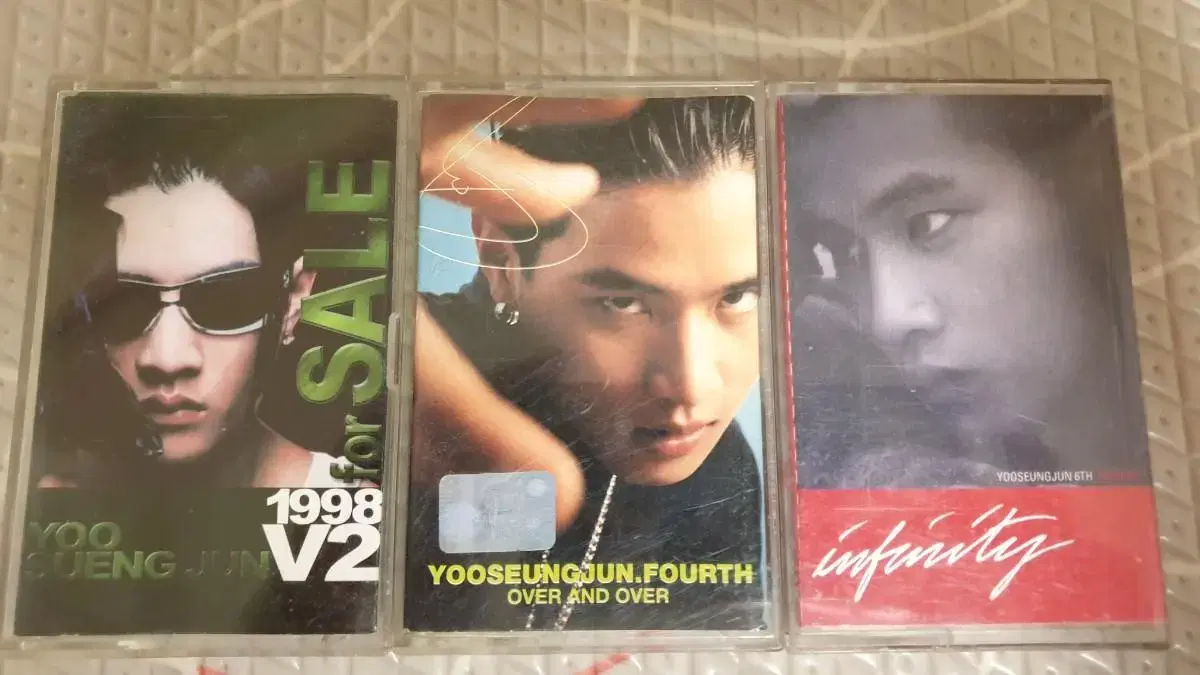 for SALE
YOO
SUENG JUN
1998
V2
YOOSEUNGJUN.FOURTH
OVER AND OVER
YOOSEUNGJUN 6TH
infinity